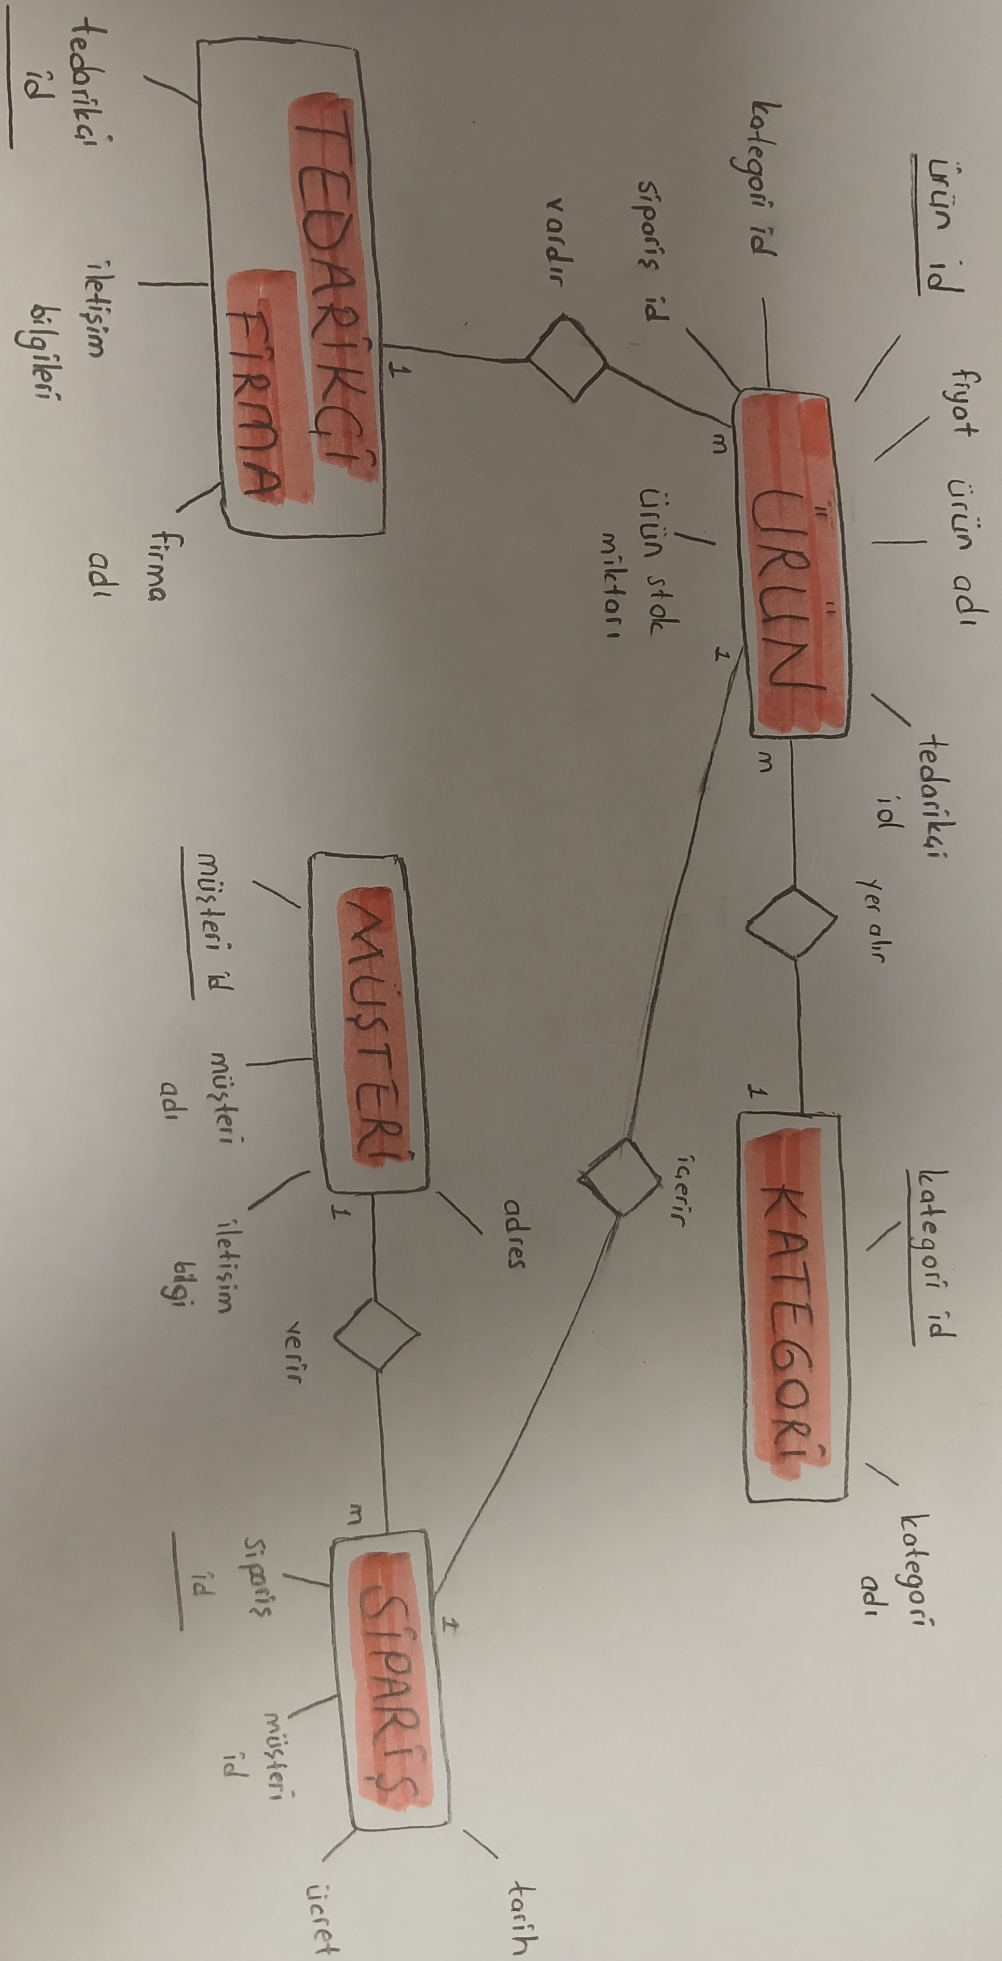 ürün id
fiyat
ürün adı
kategori id
sipariş id
ÜRÜN
tedarikçi
id
ürün stok
miktarı
m
1
m
yer alır
1
KATEGORİ
kategori id
kategori
adı
vardır
1
TEDARİKÇİ
FİRMA
tedarikçi
id
iletişim
bilgileri
firma
adı
içerir
MÜŞTERİ
müşteri id
müşteri
adı
iletişim
bilgi
adres
1
verir
m
1
SİPARİŞ
sipariş
id
müşteri
id
ücret
tarih